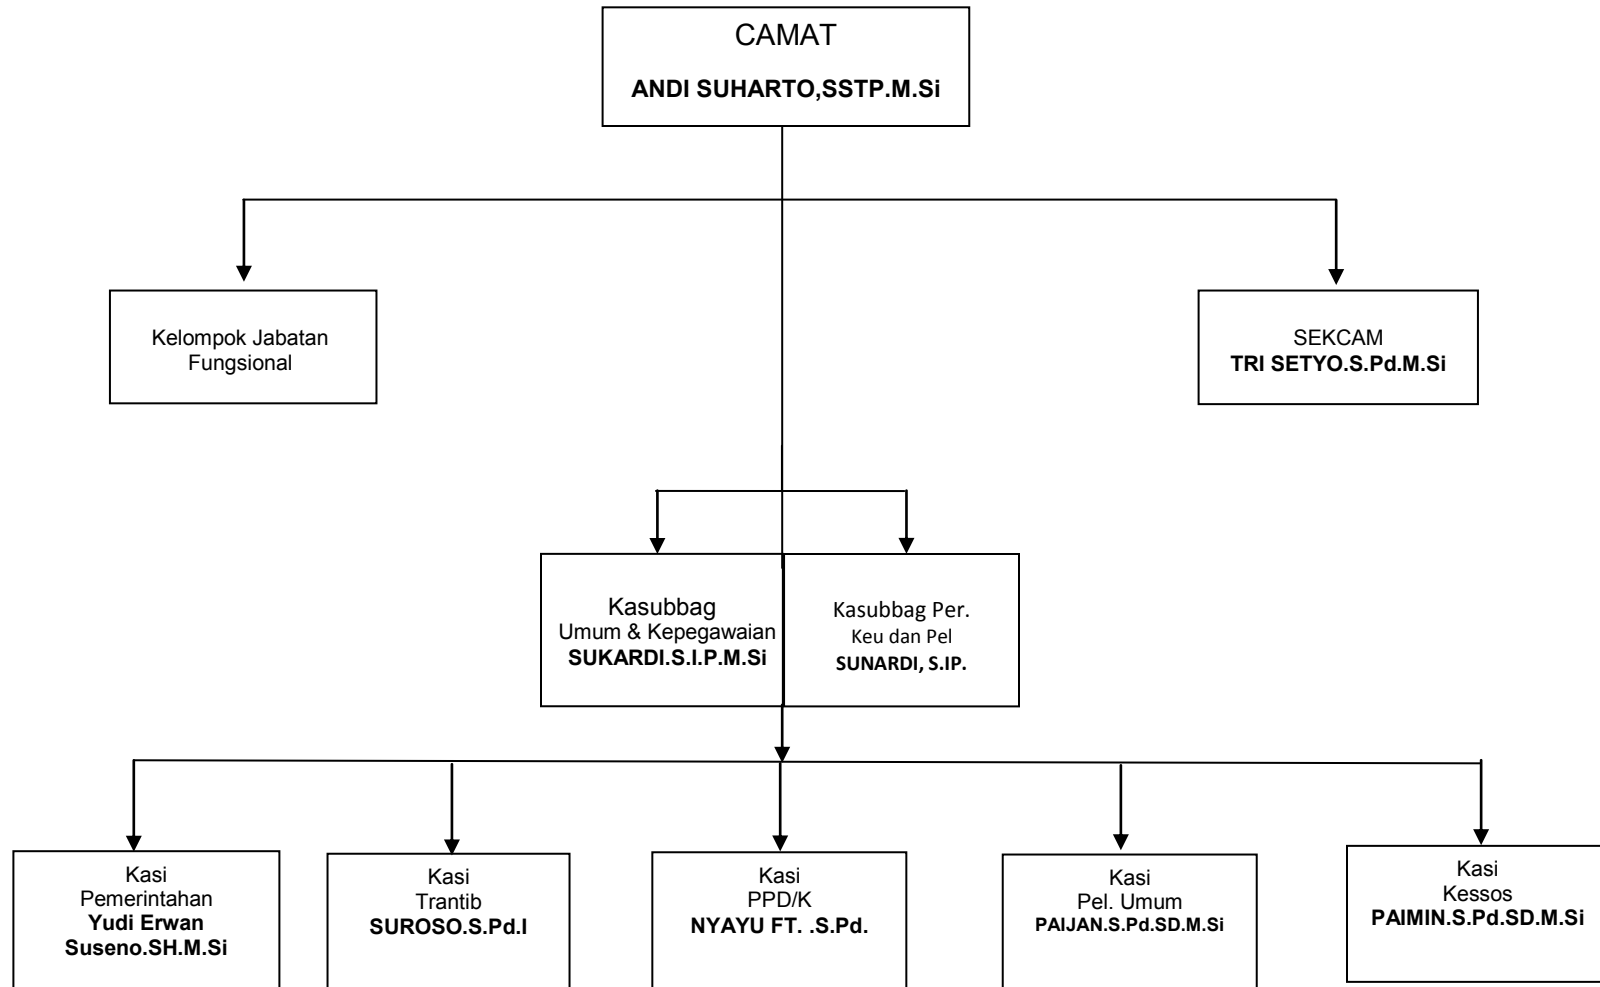 CAMAT
ANDI SUHARTO,SSTP.M.Si
Kelompok Jabatan
Fungsional
SEKCAM
TRI SETYO.S.Pd.M.Si
Kasubbag
Umum & Kepegawaian
SUKARDI.S.I.P.M.Si
Kasubbag Per.
Keu dan Pel
SUNARDI, S.IP.
Kasi
Pemerintahan
Yudi Erwan
Suseno.SH.M.Si
Kasi
Trantib
SUROSO.S.Pd.I
Kasi
PPD/K
NYAYU FT. .S.Pd.
Kasi
Pel. Umum
PAIJAN.S.Pd.SD.M.Si
Kasi
Kessos
PAIMIN.S.Pd.SD.M.Si